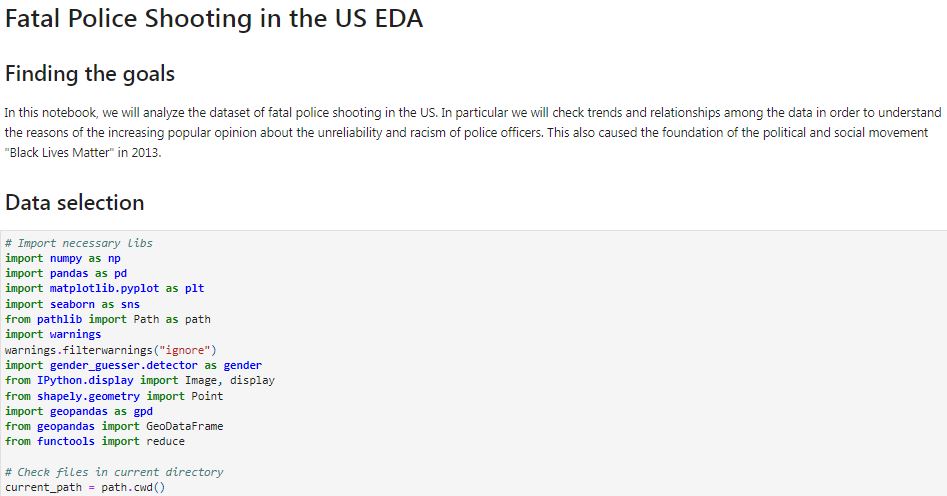 Fatal Police Shooting in the US EDA
Finding the goals
In this notebook, we will analyze the dataset of fatal police shooting in the US. In particular we will check trends and relationships among the data in order to understand
the reasons of the increasing popular opinion about the unreliability and racism of police officers. This also caused the foundation of the political and social movement
"Black Lives Matter" in 2013.
Data selection
# Import necessary libs
import numpy as np
import pandas as pd
import matplotlib.pyplot as plt
import seaborn as sns
from pathlib import Path as path
import warnings
warnings.filterwarnings("ignore")
import gender_guesser.detector as gender
from IPython.display import Image, display
from shapely.geometry import Point
import geopandas as gpd
from geopandas import GeoDataFrame
from functools import reduce
# Check files in current directory
current_path = path.cwd()